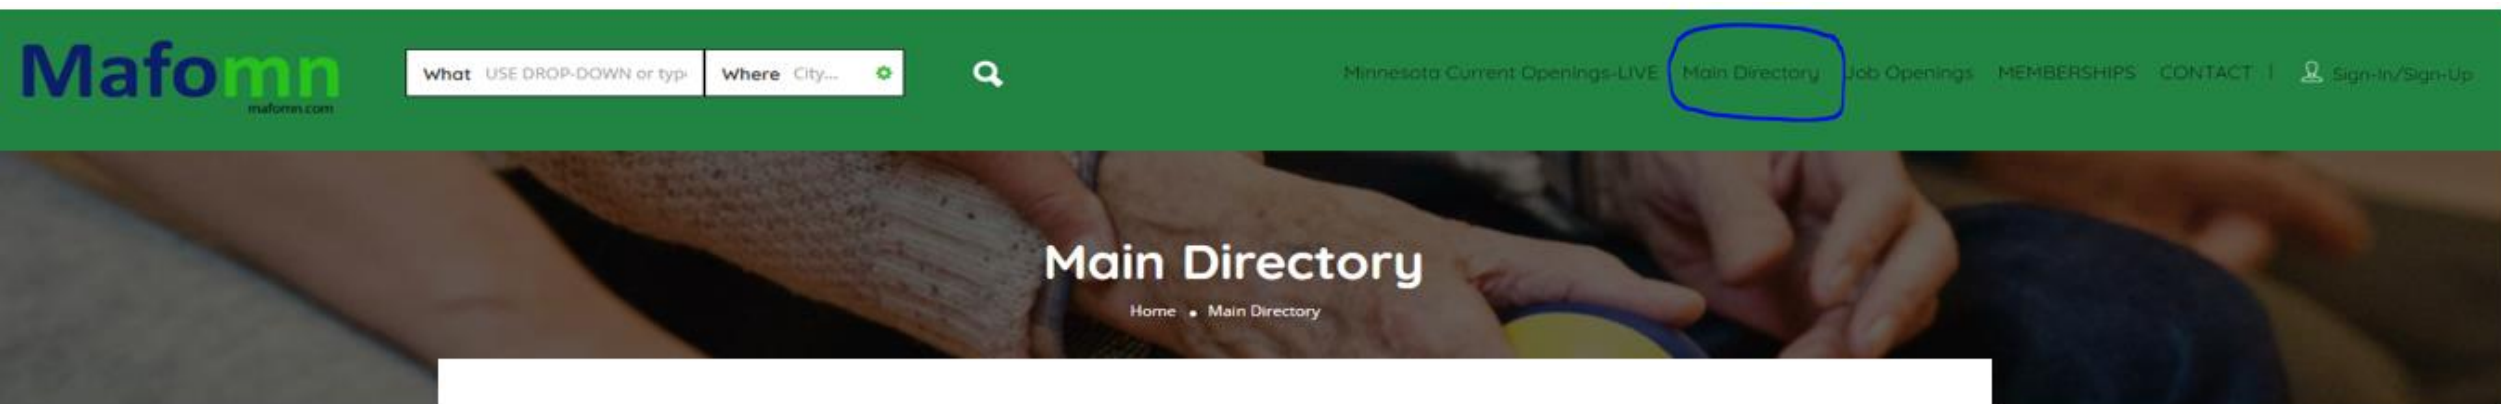 Mafomn
mafomn.com
What USE DROP-DOWN or typ
Where City...
Minnesota Current Openings-LIVE Main Directory Job Openings MEMBERSHIPS CONTACT | Sign-In/Sign-Up
Main Directory
Home • Main Directory